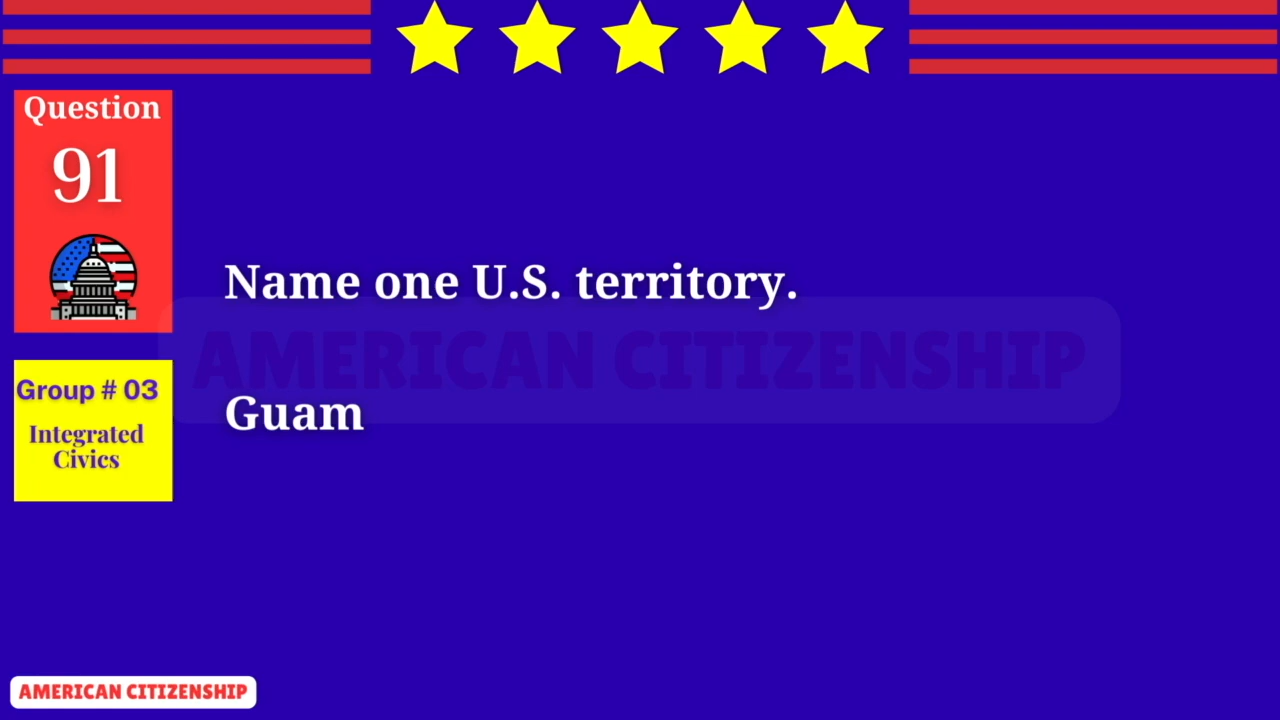 Question
91
Name one U.S. territory.
AMERICAN CITIZENSHIP
Group # 03
Guam
Integrated
Civics
AMERICAN CITIZENSHIP